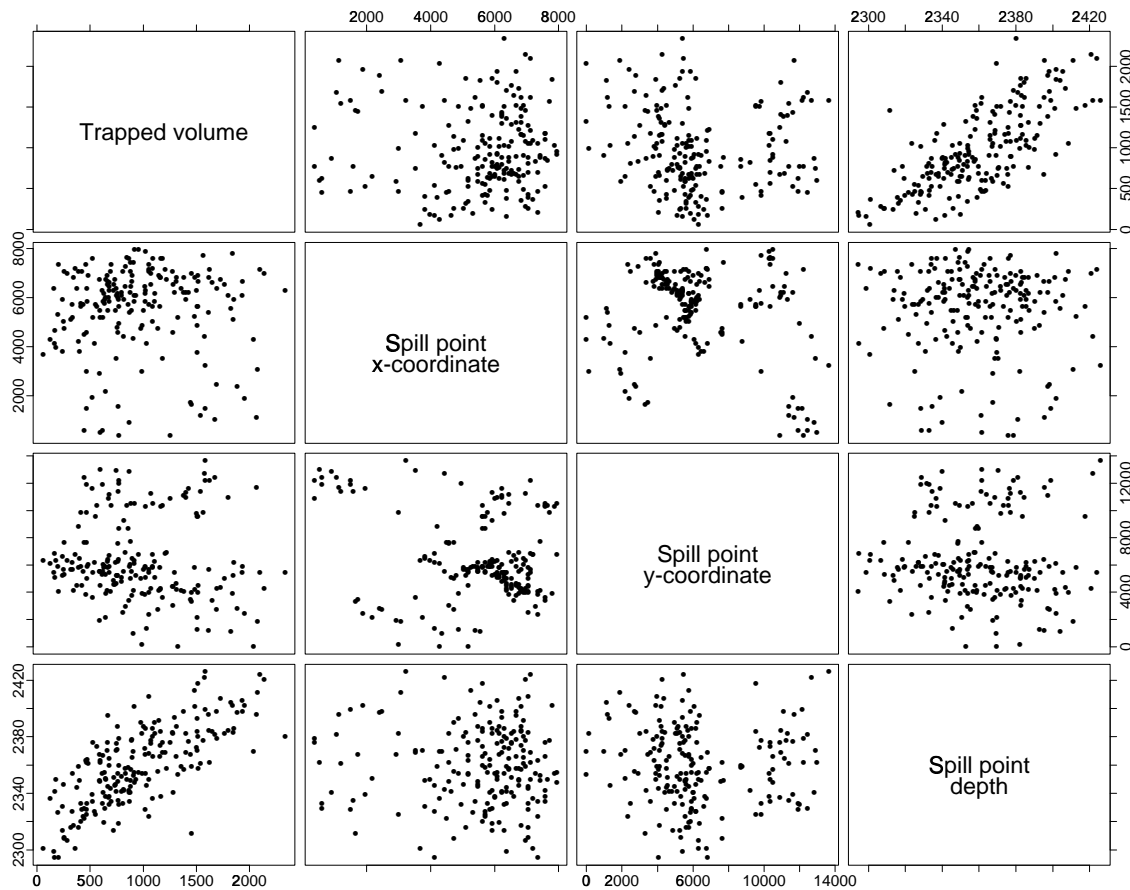 2000 4000 6000 8000
2300 2340 2380 2420
Trapped volume
0 500 1000 1500 2000
2000 4000 6000 8000
Spill point
x-coordinate
Spill point
y-coordinate
0 4000 8000 12000
2300 2340 2380 2420
Spill point
depth
0 500 1000 1500 2000
0 2000 6000 10000 14000